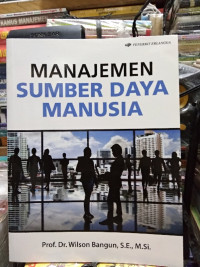 PENERBIT ERLANGGA
MANAJEMEN
SUMBER DAYA
MANUSIA
Prof. Dr. Wilson Bangun, S.E., M.Si.